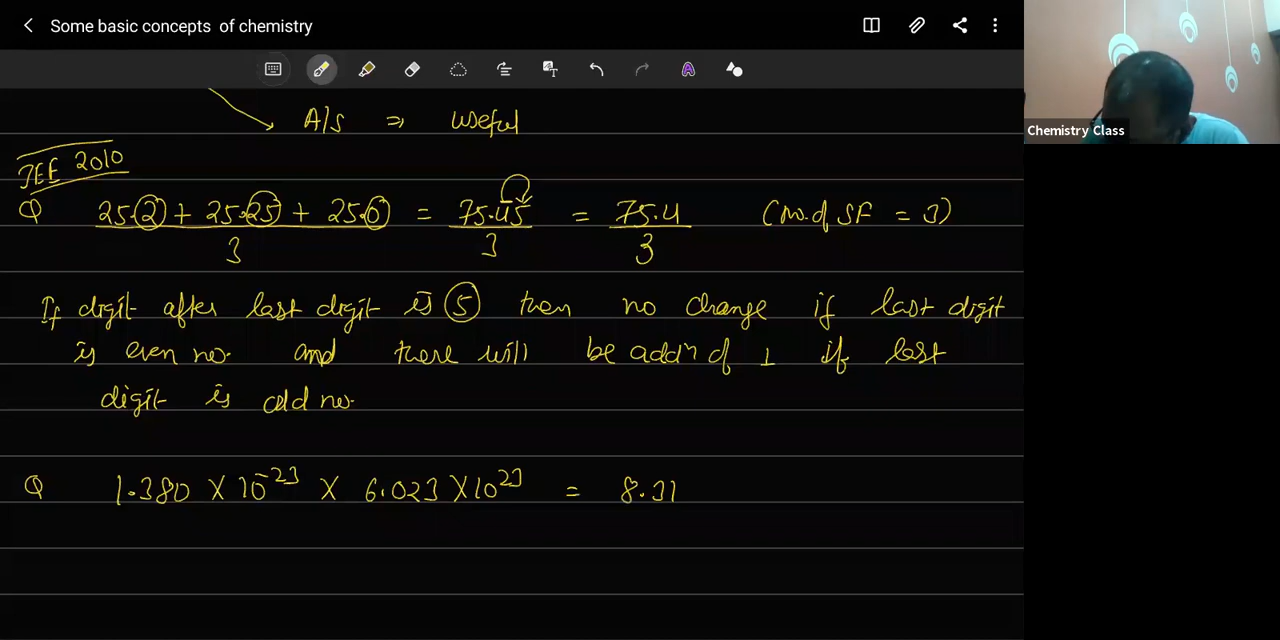 Some basic concepts of chemistry
Chemistry Class
A/s ⇒ useful
JEE 2010
Q (25.2 + 25.25 + 25.0)/3 = 75.45/3 = 75.4/3 (no. of SF = 3)
If digit after last digit is 5 then no change if last digit
is even no. and there will be addn of 1 if last
digit is odd no.
Q 1.380 × 10⁻²³ × 6.023 × 10²³ = 8.31